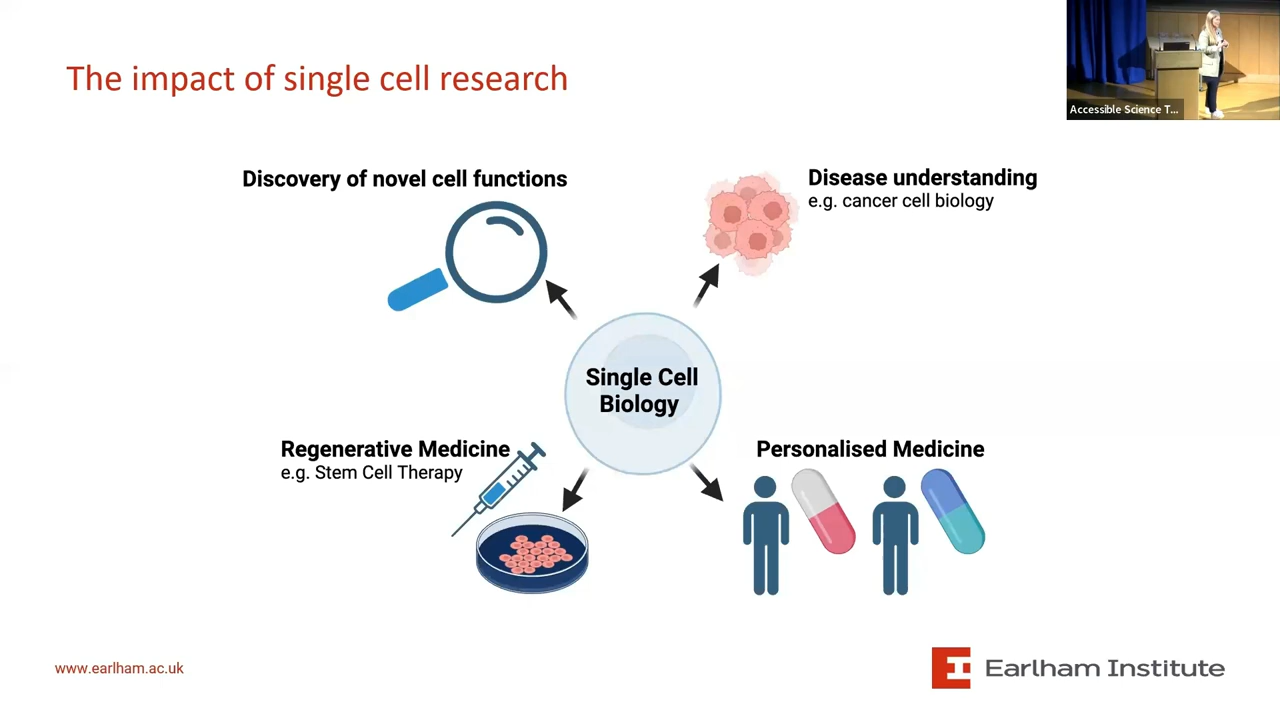 The impact of single cell research
Accessible Science T...
Discovery of novel cell functions
Disease understanding
e.g. cancer cell biology
Single Cell
Biology
Regenerative Medicine
e.g. Stem Cell Therapy
Personalised Medicine
www.earlham.ac.uk
Earlham Institute